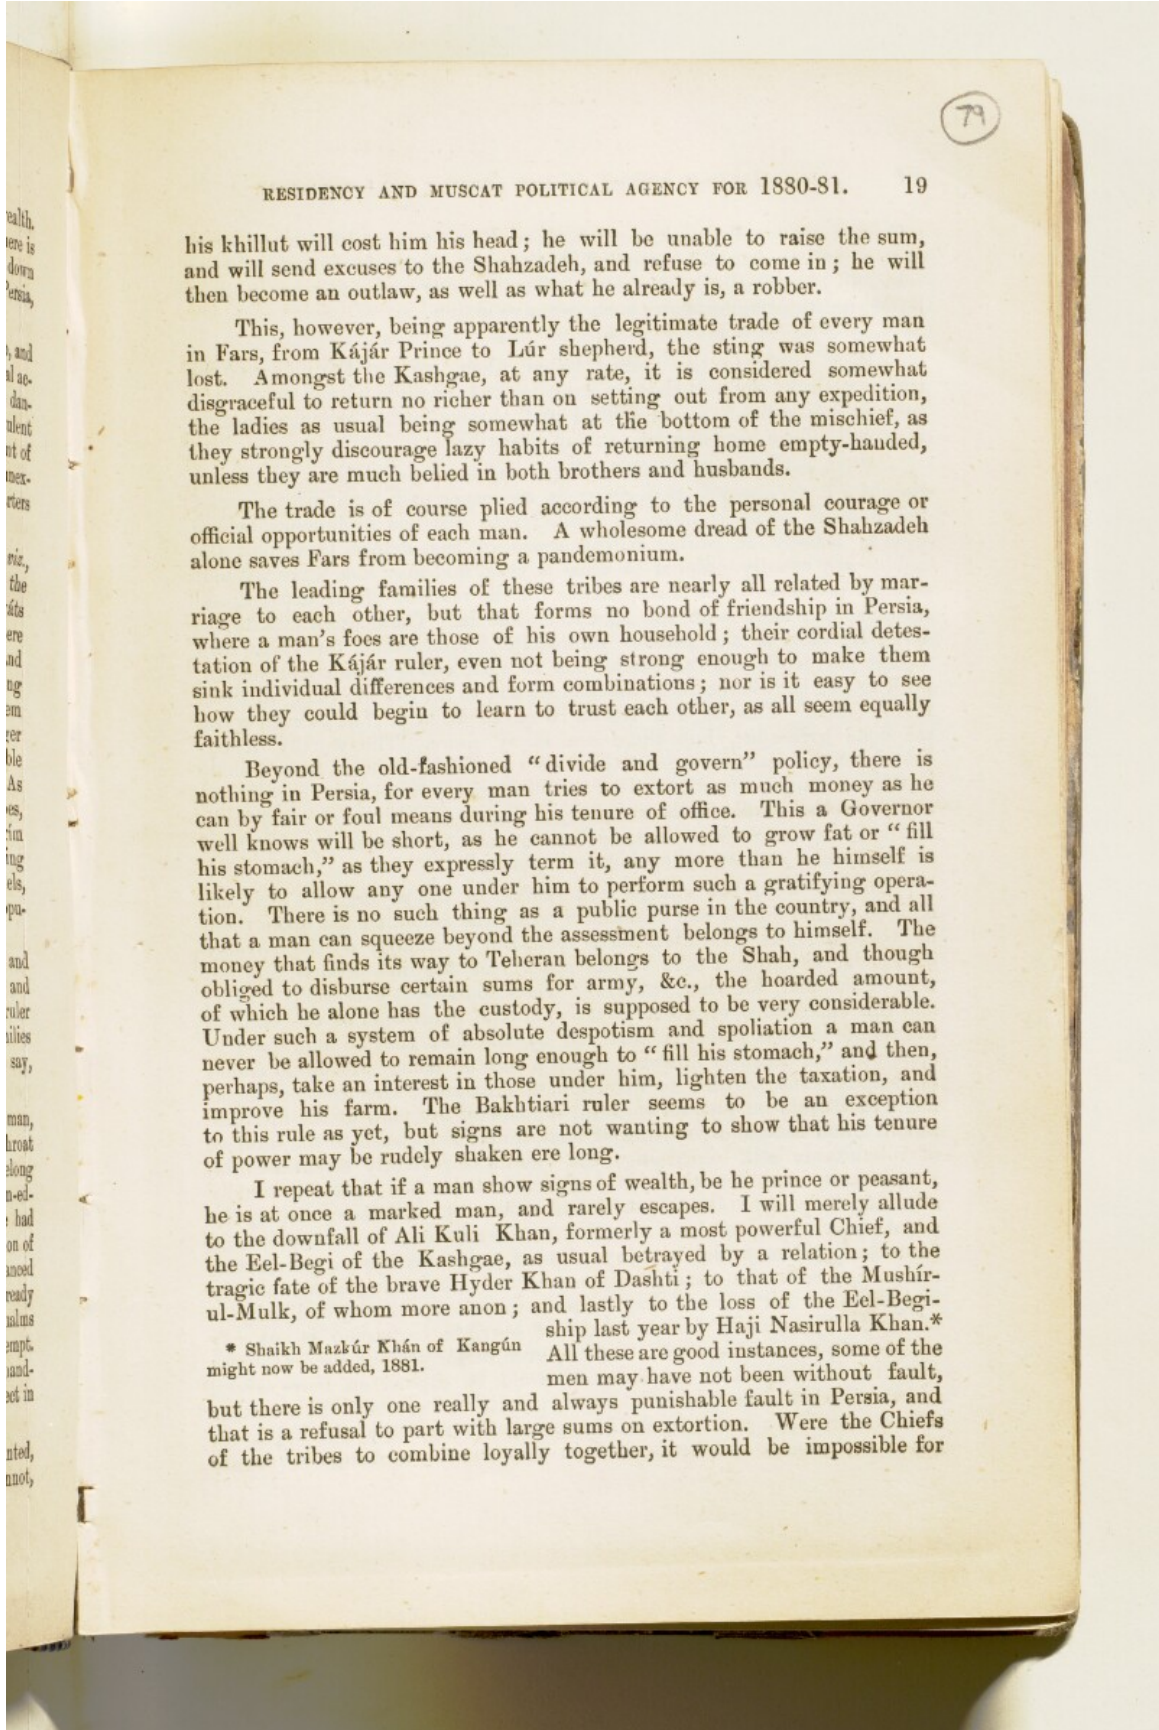 79
RESIDENCY AND MUSCAT POLITICAL AGENCY FOR 1880-81. 19
his khillut will cost him his head; he will be unable to raise the sum,
and will send excuses to the Shahzadeh, and refuse to come in; he will
then become an outlaw, as well as what he already is, a robber.
This, however, being apparently the legitimate trade of every man
in Fars, from Kájár Prince to Lúr shepherd, the sting was somewhat
lost. Amongst the Kashgae, at any rate, it is considered somewhat
disgraceful to return no richer than on setting out from any expedition,
the ladies as usual being somewhat at the bottom of the mischief, as
they strongly discourage lazy habits of returning home empty-handed,
unless they are much belied in both brothers and husbands.
The trade is of course plied according to the personal courage or
official opportunities of each man. A wholesome dread of the Shahzadeh
alone saves Fars from becoming a pandemonium.
The leading families of these tribes are nearly all related by mar-
riage to each other, but that forms no bond of friendship in Persia,
where a man's foes are those of his own household; their cordial detes-
tation of the Kájár ruler, even not being strong enough to make them
sink individual differences and form combinations; nor is it easy to see
how they could begin to learn to trust each other, as all seem equally
faithless.
Beyond the old-fashioned "divide and govern" policy, there is
nothing in Persia, for every man tries to extort as much money as he
can by fair or foul means during his tenure of office. This a Governor
well knows will be short, as he cannot be allowed to grow fat or "fill
his stomach," as they expressly term it, any more than he himself is
likely to allow any one under him to perform such a gratifying opera-
tion. There is no such thing as a public purse in the country, and all
that a man can squeeze beyond the assessment belongs to himself. The
money that finds its way to Teheran belongs to the Shah, and though
obliged to disburse certain sums for army, &c., the hoarded amount,
of which he alone has the custody, is supposed to be very considerable.
Under such a system of absolute despotism and spoliation a man can
never be allowed to remain long enough to "fill his stomach," and then,
perhaps, take an interest in those under him, lighten the taxation, and
improve his farm. The Bakhtiari ruler seems to be an exception
to this rule as yet, but signs are not wanting to show that his tenure
of power may be rudely shaken ere long.
I repeat that if a man show signs of wealth, be he prince or peasant,
he is at once a marked man, and rarely escapes. I will merely allude
to the downfall of Ali Kuli Khan, formerly a most powerful Chief, and
the Eel-Begi of the Kashgae, as usual betrayed by a relation; to the
tragic fate of the brave Hyder Khan of Dashti; to that of the Mushír-
ul-Mulk, of whom more anon; and lastly to the loss of the Eel-Begi-
ship last year by Haji Nasirulla Khan.*
* Shaikh Mazkúr Khán of Kangún
might now be added, 1881.
All these are good instances, some of the
men may have not been without fault,
but there is only one really and always punishable fault in Persia, and
that is a refusal to part with large sums on extortion. Were the Chiefs
of the tribes to combine loyally together, it would be impossible for